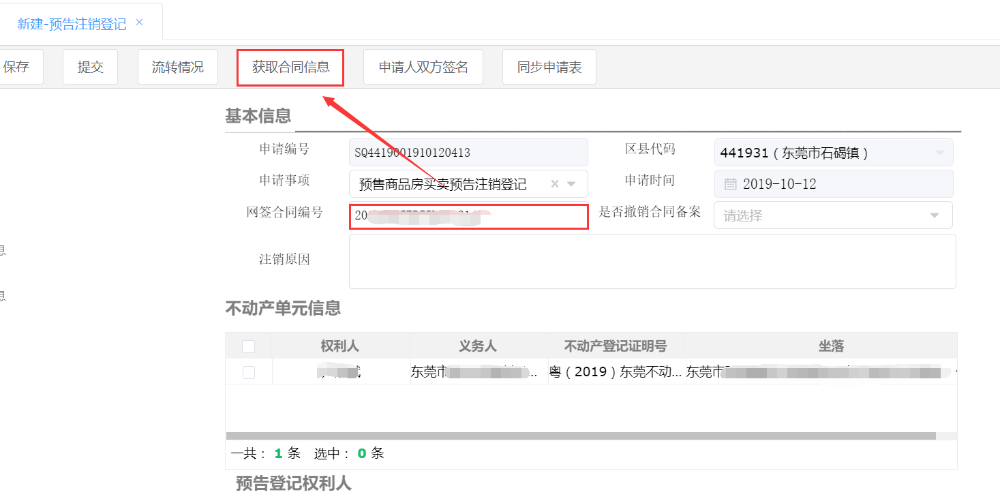 新建-预告注销登记 ×
保存 提交 流转情况 获取合同信息 申请人双方签名 同步申请表
基本信息
申请编号 SQ4419001910120413 区县代码 441931（东莞市石碣镇）
申请事项 预售商品房买卖预告注销登记 申请时间 2019-10-12
网签合同编号 20 是否撤销合同备案 请选择
注销原因
息
息
不动产单元信息
权利人 义务人 不动产登记证明号 坐落
东莞市 ... 粤（2019）东莞不动... 东莞市
一共： 1 条 选中： 0 条
预告登记权利人